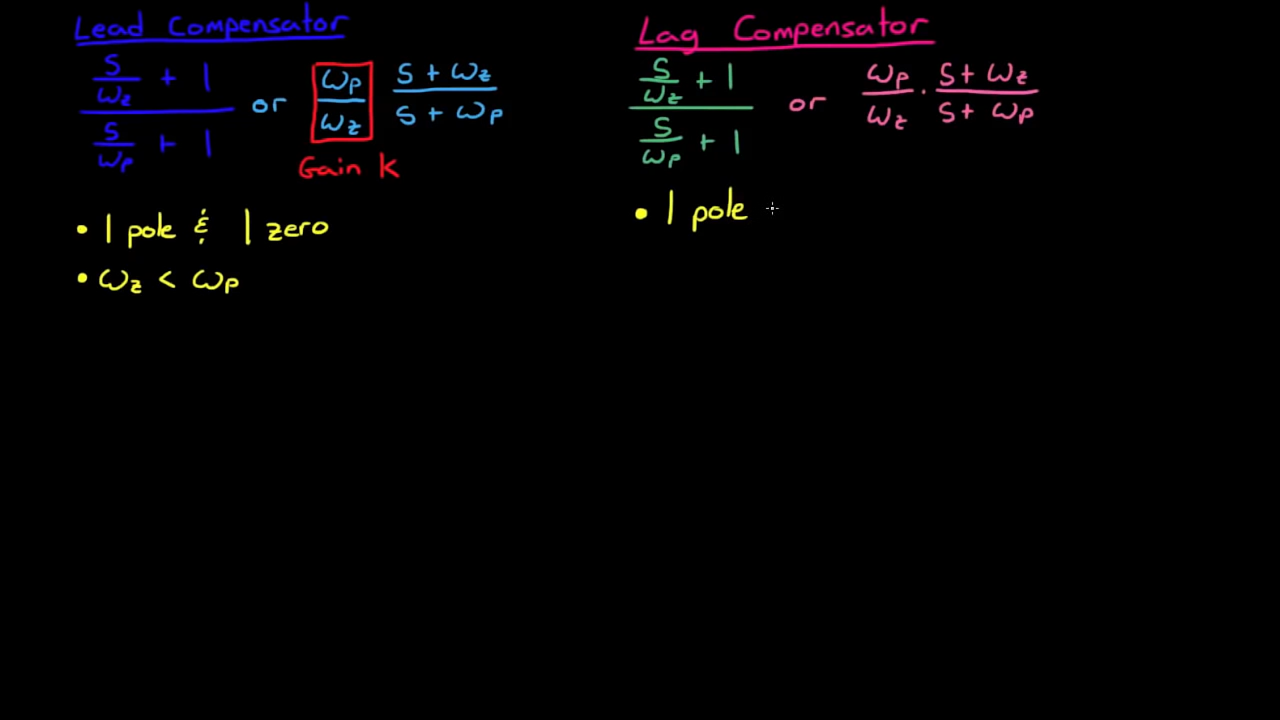 Lead Compensator
s/ωz + 1
s/ωp + 1
or
ωp/ωz
s + ωz
s + ωp
Gain k
• 1 pole & 1 zero
• ωz < ωp
Lag Compensator
s/ωz + 1
s/ωp + 1
or
ωp/ωz ·
s + ωz
s + ωp
• 1 pole